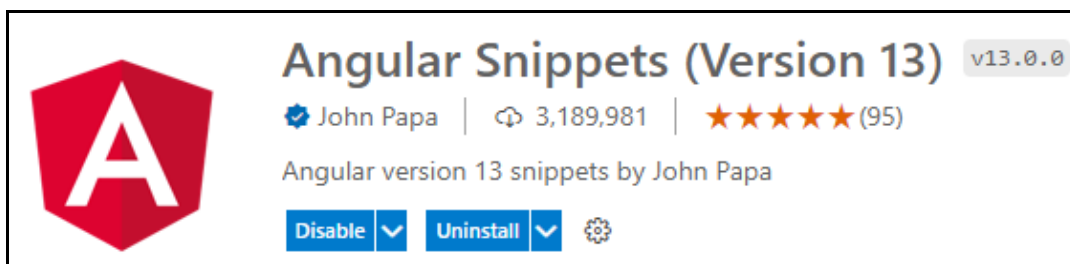 Angular Snippets (Version 13) v13.0.0
John Papa 3,189,981 (95)
Angular version 13 snippets by John Papa
Disable Uninstall